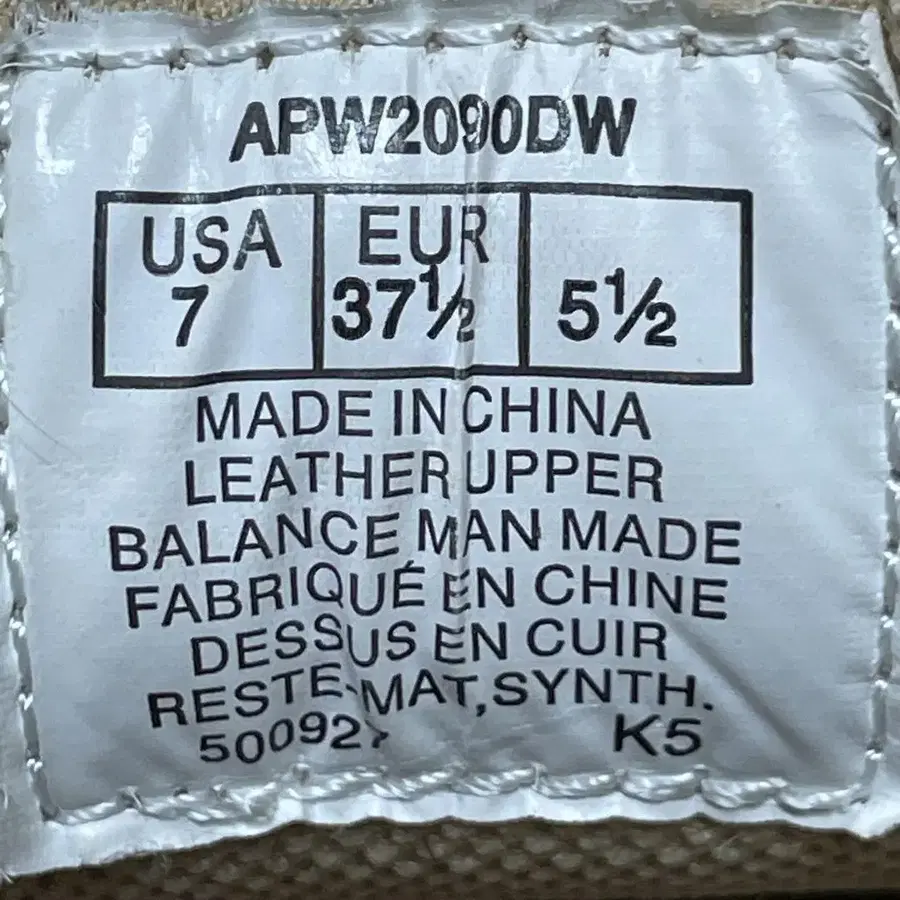 APW2090DW
USA EUR
7 37½ 5½
MADE IN CHINA
LEATHER UPPER
BALANCE MAN MADE
FABRIQUÉ EN CHINE
DESSUS EN CUIR
RESTE-MAT,SYNTH.
K5